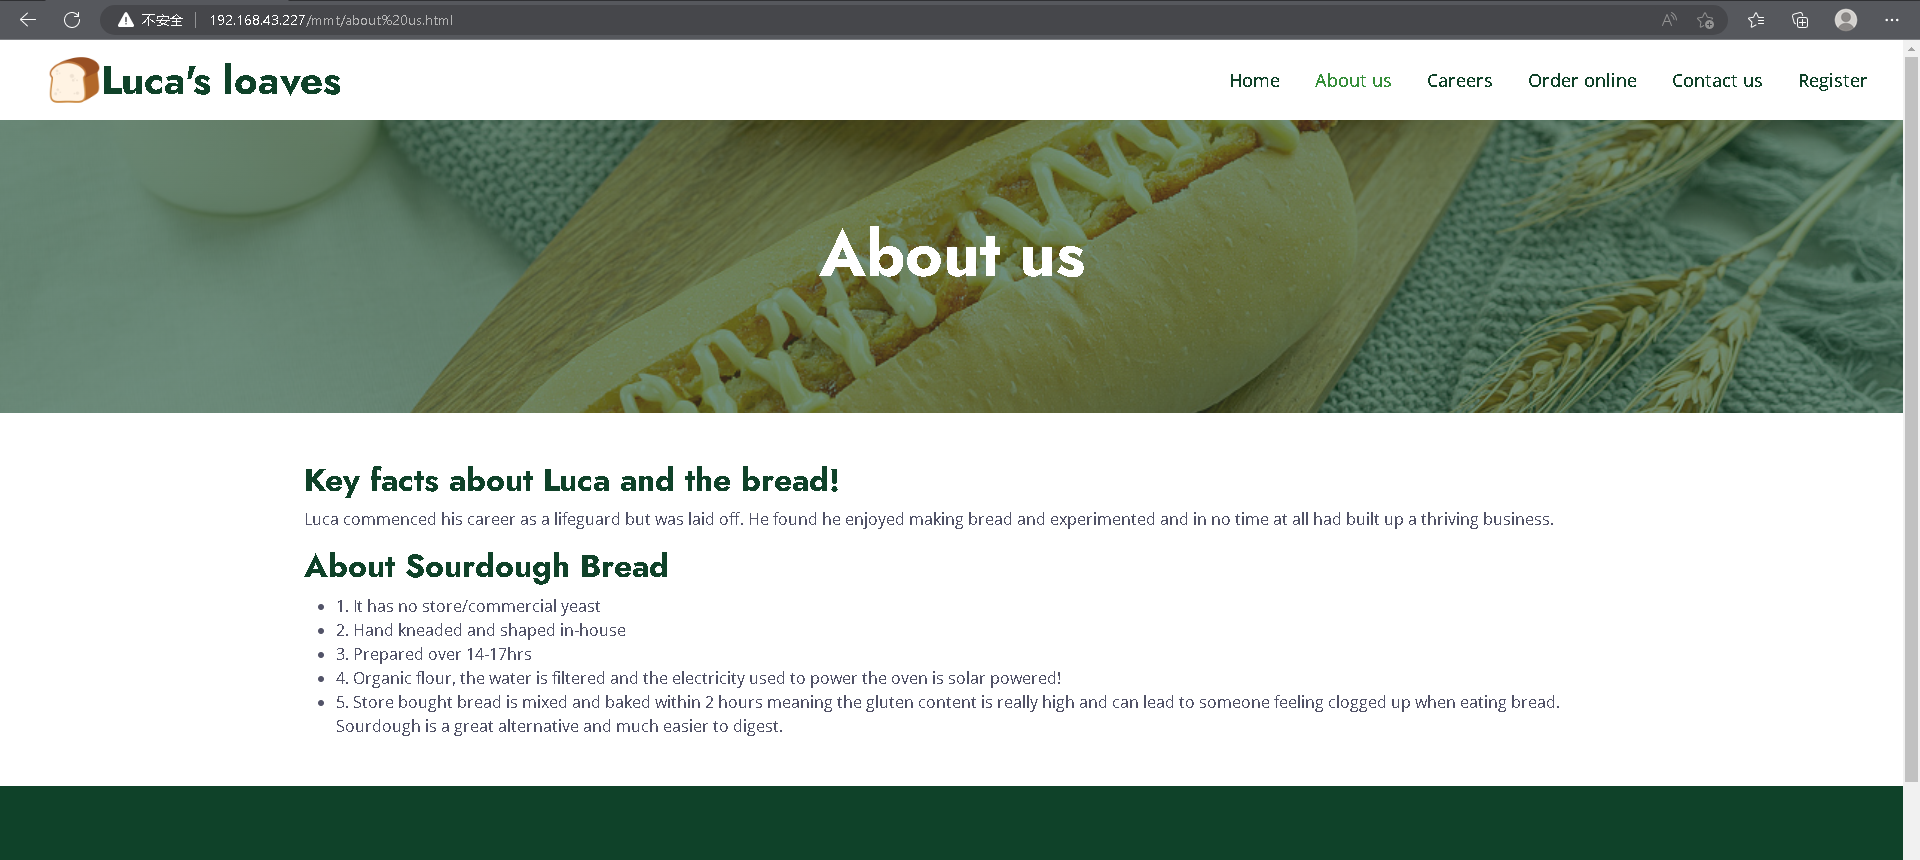 不安全 192.168.43.227/mmt/about%20us.html
Luca's loaves
Home About us Careers Order online Contact us Register
About us
Key facts about Luca and the bread!
Luca commenced his career as a lifeguard but was laid off. He found he enjoyed making bread and experimented and in no time at all had built up a thriving business.
About Sourdough Bread
• 1. It has no store/commercial yeast
• 2. Hand kneaded and shaped in-house
• 3. Prepared over 14-17hrs
• 4. Organic flour, the water is filtered and the electricity used to power the oven is solar powered!
• 5. Store bought bread is mixed and baked within 2 hours meaning the gluten content is really high and can lead to someone feeling clogged up when eating bread.
Sourdough is a great alternative and much easier to digest.